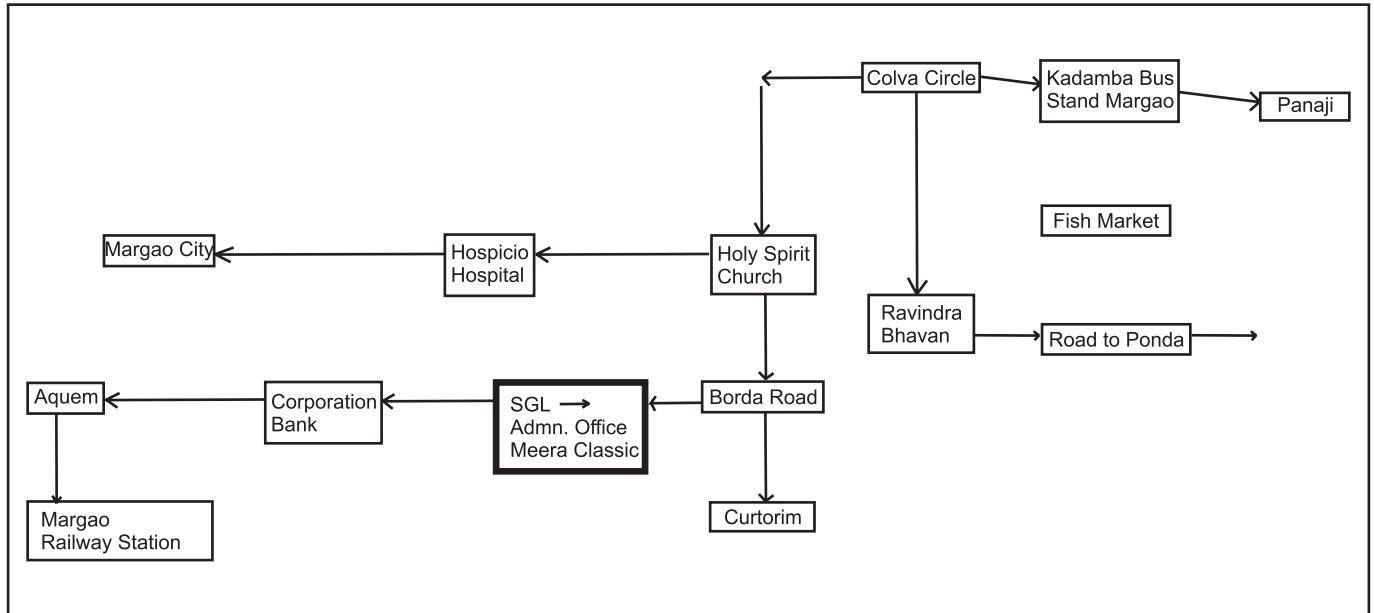 Colva Circle
Kadamba Bus
Stand Margao
Panaji
Fish Market
Margao City
Hospicio
Hospital
Holy Spirit
Church
Ravindra
Bhavan
Road to Ponda
Aquem
Corporation
Bank
SGL →
Admn. Office
Meera Classic
Borda Road
Margao
Railway Station
Curtorim